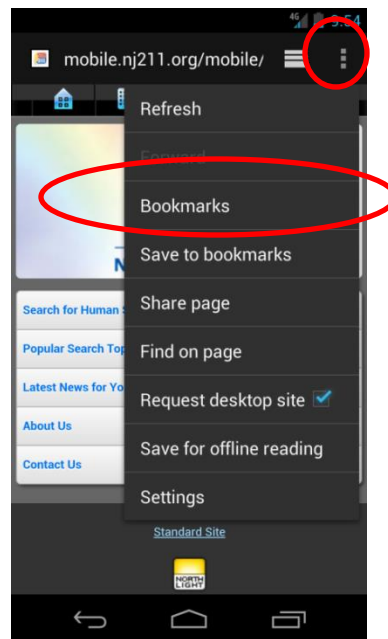 4G 9:54
mobile.nj211.org/mobile/
Refresh
Forward
Bookmarks
N
Save to bookmarks
Search for Human
Share page
Popular Search Top
Find on page
Latest News for Yo
Request desktop site
About Us
Save for offline reading
Contact Us
Settings
Standard Site
NORTH
LIGHT